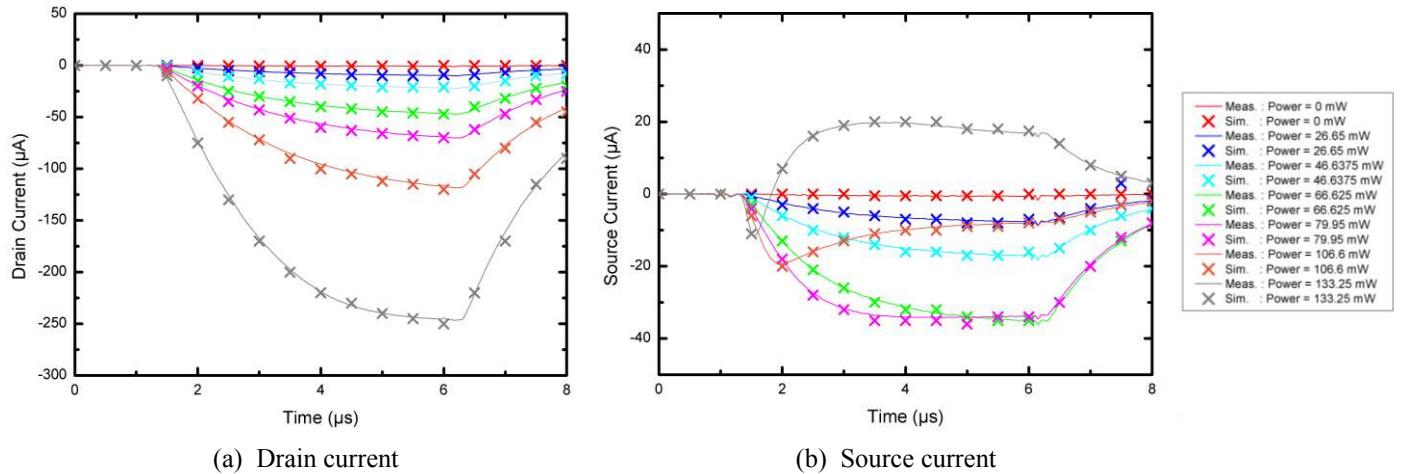 50
0
-50
-100
-150
-200
-250
-300
Drain Current (µA)
0 2 4 6 8
Time (µs)
(a) Drain current
40
20
0
-20
-40
Source Current (µA)
0 2 4 6 8
Time (µs)
(b) Source current
Meas. : Power = 0 mW
Sim. : Power = 0 mW
Meas. : Power = 26.65 mW
Sim. : Power = 26.65 mW
Meas. : Power = 46.6375 mW
Sim. : Power = 46.6375 mW
Meas. : Power = 66.625 mW
Sim. : Power = 66.625 mW
Meas. : Power = 79.95 mW
Sim. : Power = 79.95 mW
Meas. : Power = 106.6 mW
Sim. : Power = 106.6 mW
Meas. : Power = 133.25 mW
Sim. : Power = 133.25 mW